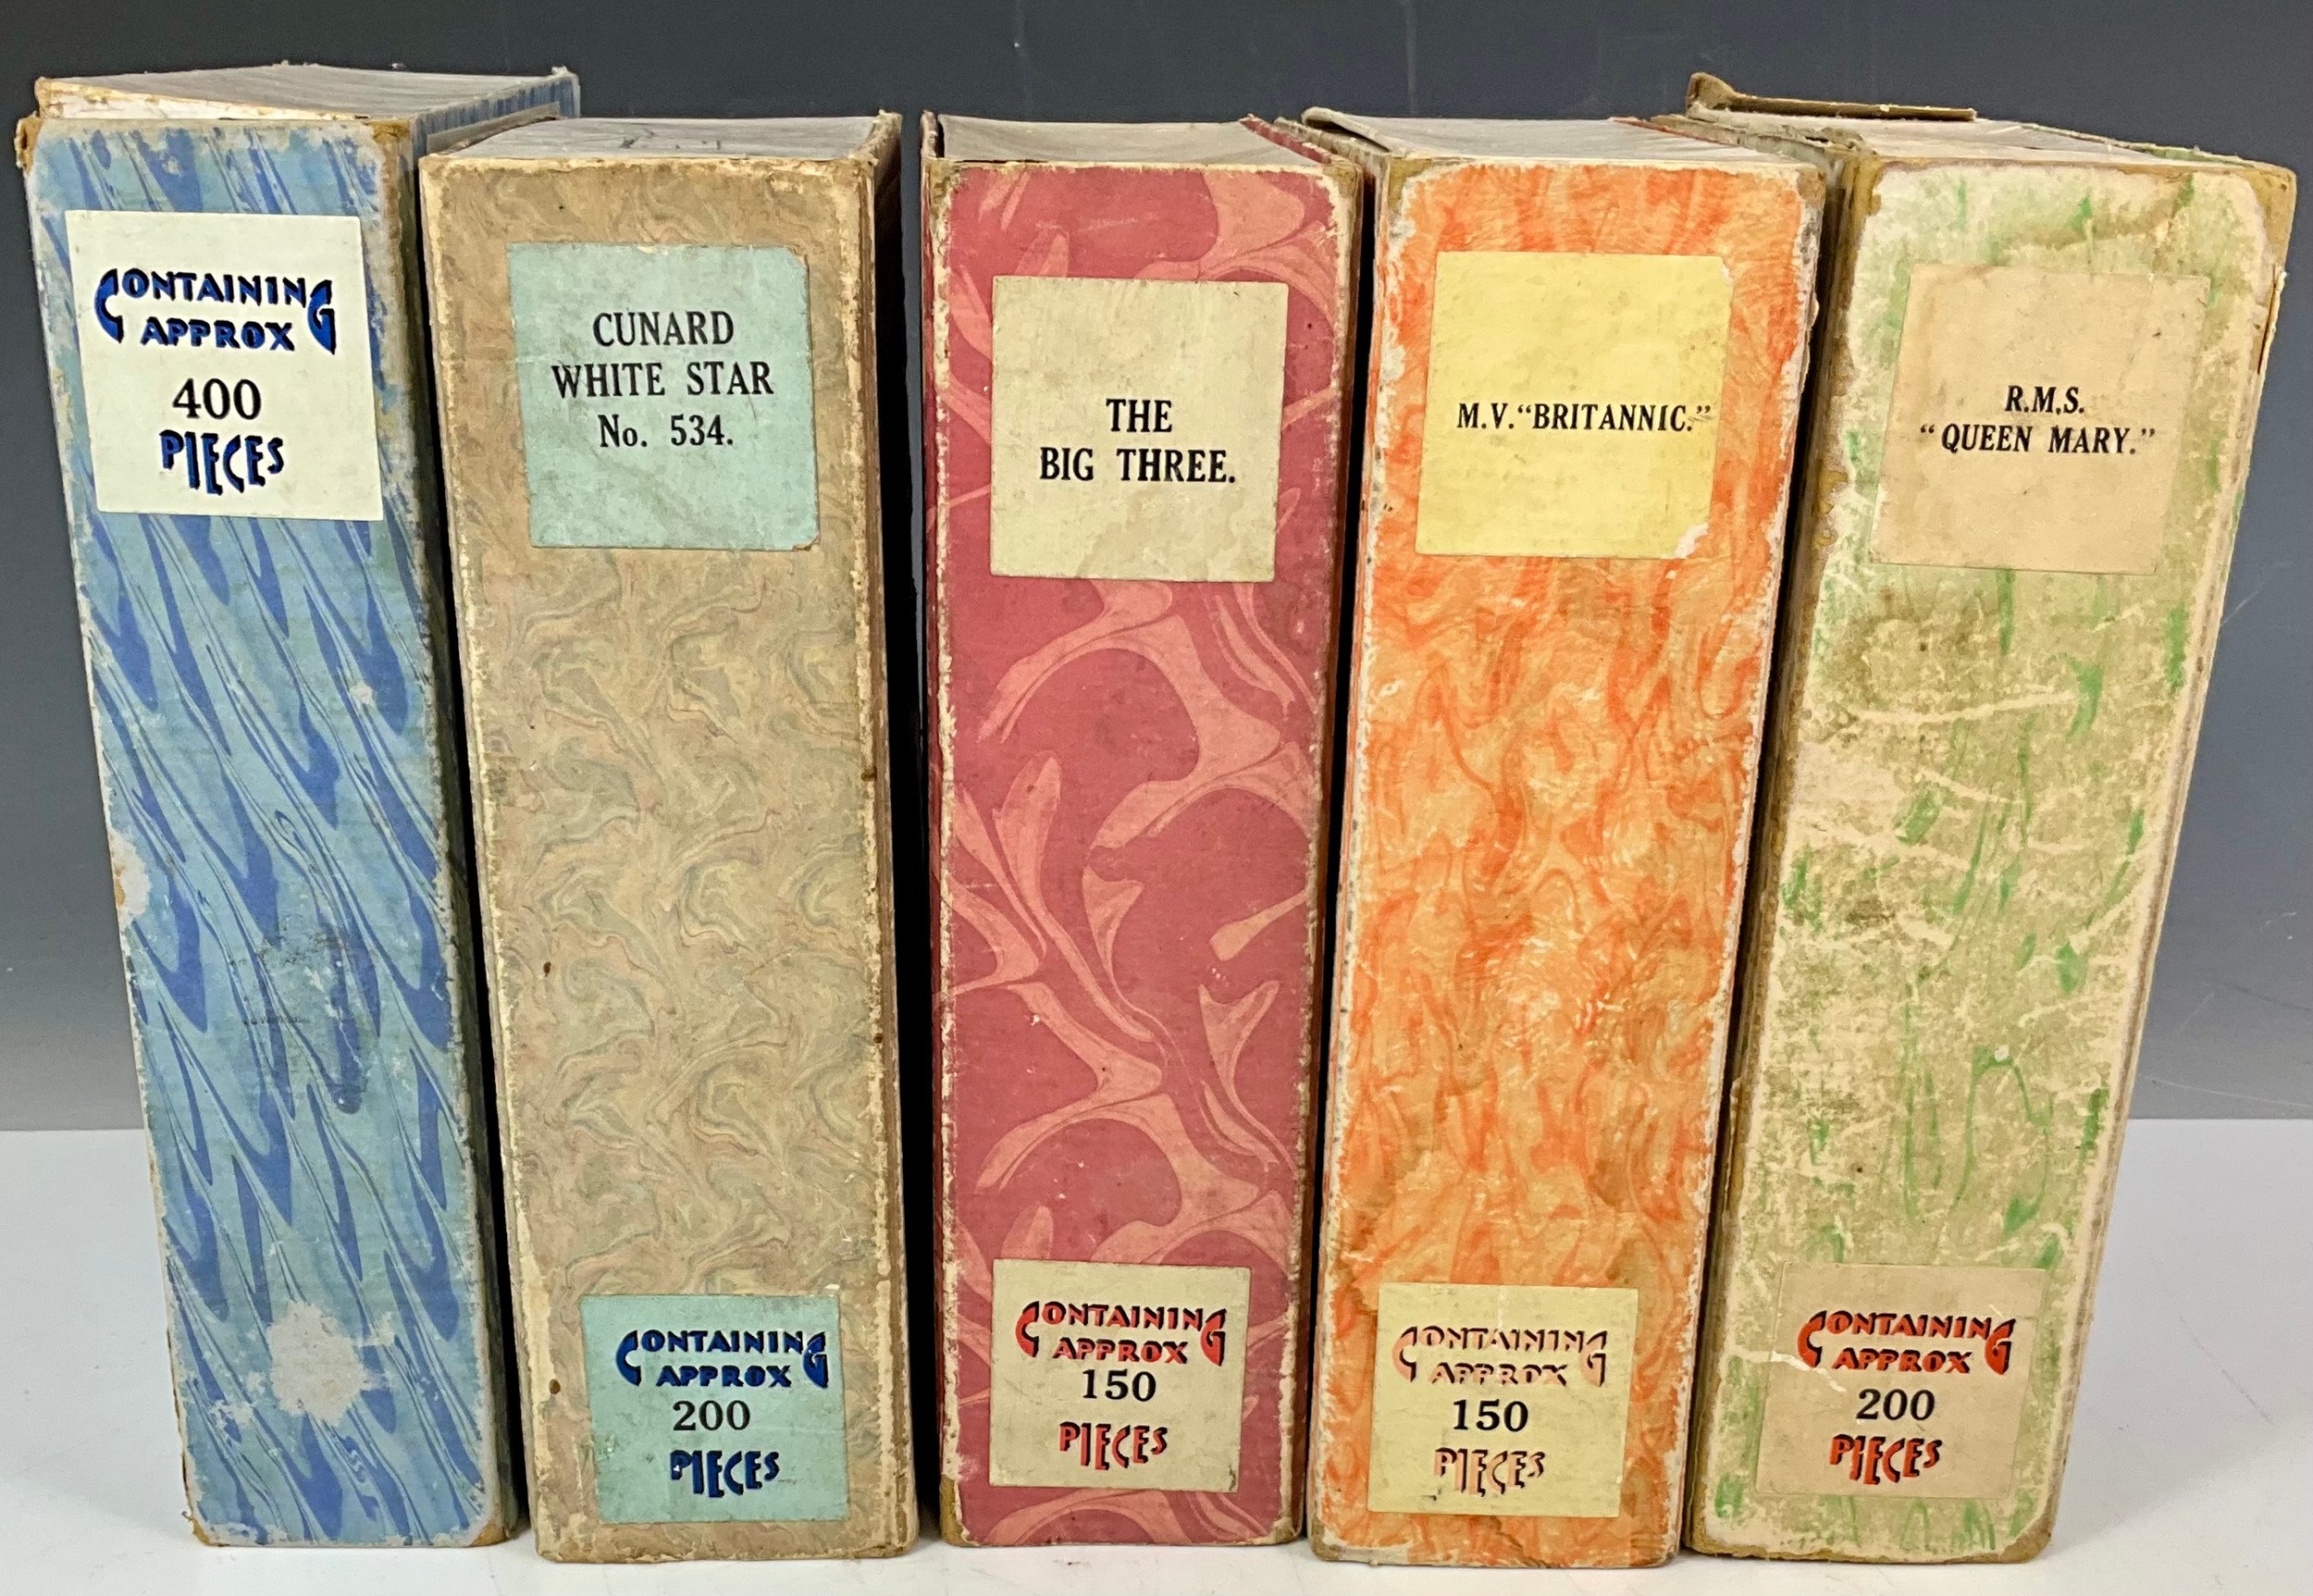 CONTAINING
APPROX
400
PIECES
CUNARD
WHITE STAR
No. 534.
CONTAINING
APPROX
200
PIECES
THE
BIG THREE.
CONTAINING
APPROX
150
PIECES
M.V. “BRITANNIC.”
CONTAINING
APPROX
150
PIECES
R.M.S.
“QUEEN MARY.”
CONTAINING
APPROX
200
PIECES